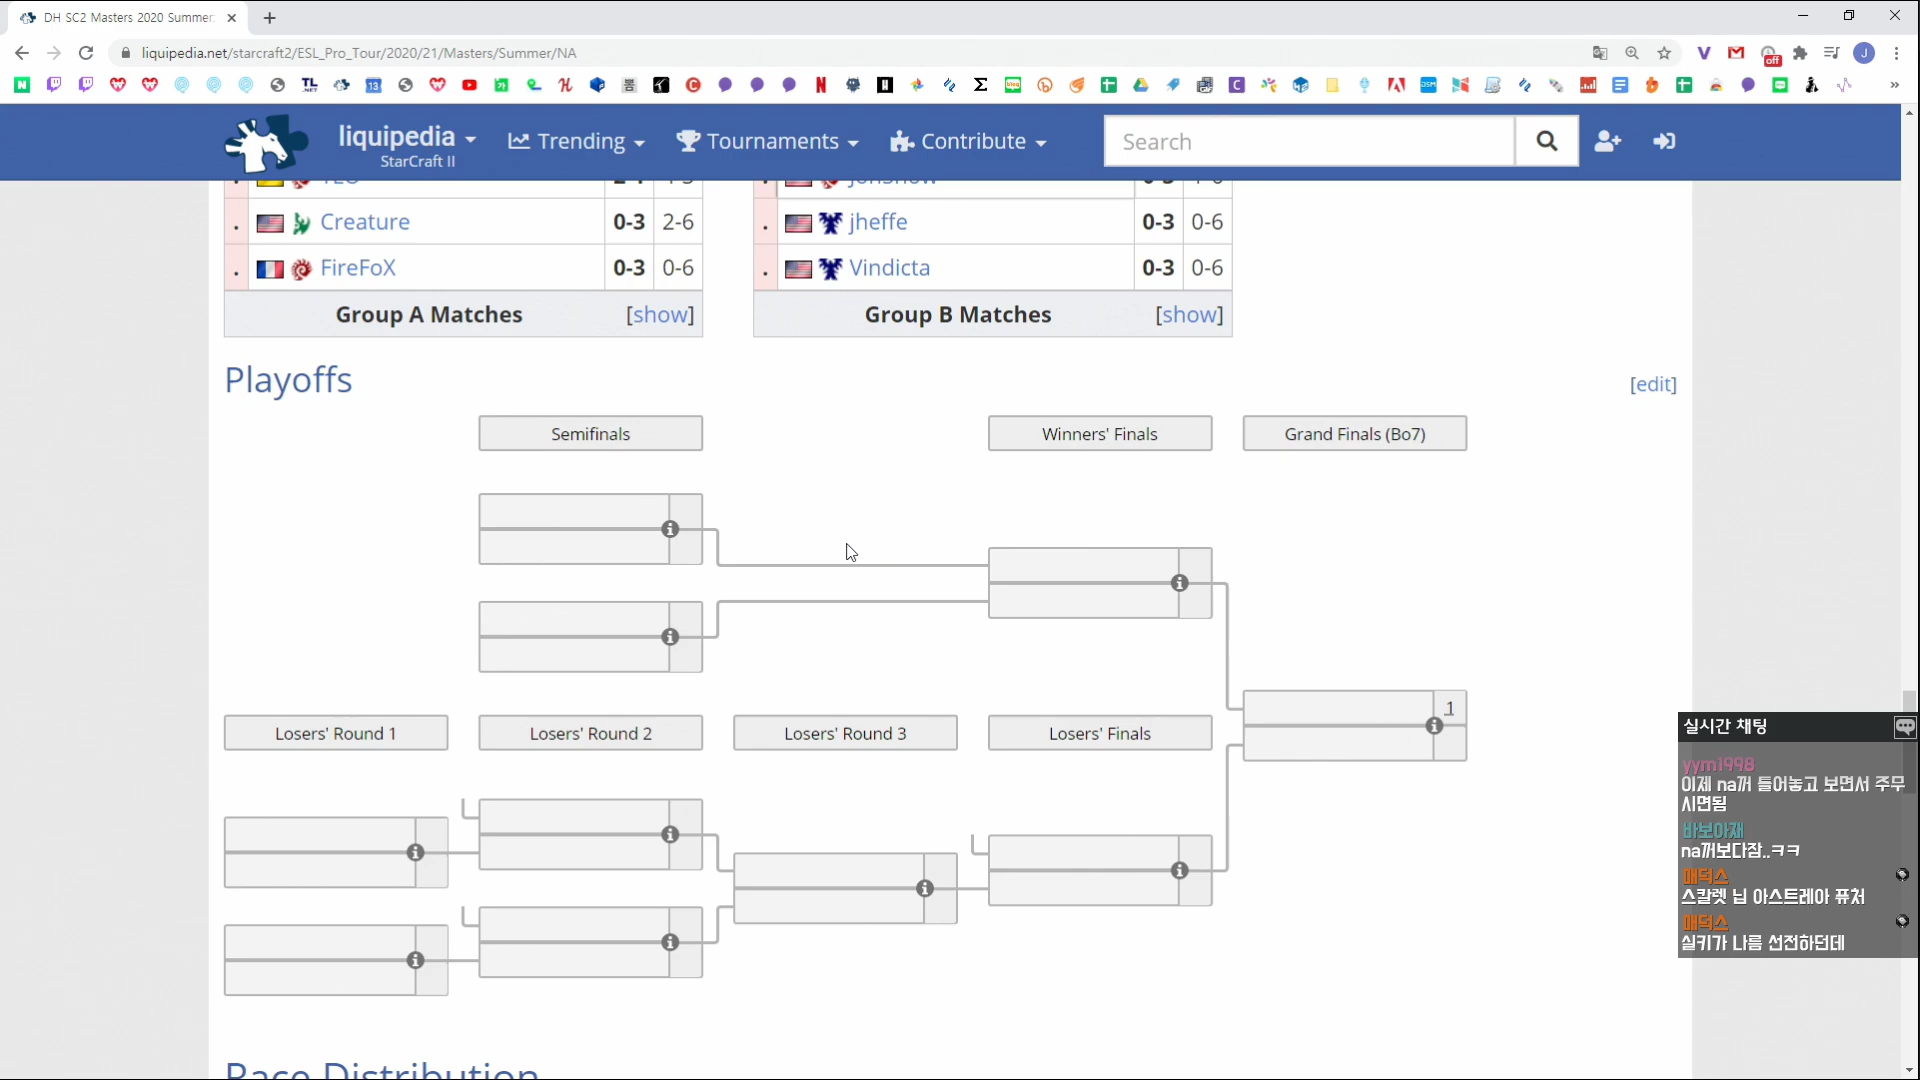 DH SC2 Masters 2020 Summer:
liquipedia.net/starcraft2/ESL_Pro_Tour/2020/21/Masters/Summer/NA
off
J
liquipedia
StarCraft II
Trending
Tournaments
Contribute
Search
. Creature 0-3 2-6
. FireFoX 0-3 0-6
Group A Matches [show]
. jheffe 0-3 0-6
. Vindicta 0-3 0-6
Group B Matches [show]
Playoffs
[edit]
Semifinals
Winners' Finals
Grand Finals (Bo7)
1
Losers' Round 1
Losers' Round 2
Losers' Round 3
Losers' Finals
실시간 채팅
yym1998
이제 na꺼 틀어놓고 보면서 주무
시면됨
바보아재
na꺼보다잠..ㅋㅋ
매덕스
스칼렛 닙 아스트레아 퓨처
매덕스
실키가 나름 선전하던데
Race Distribution